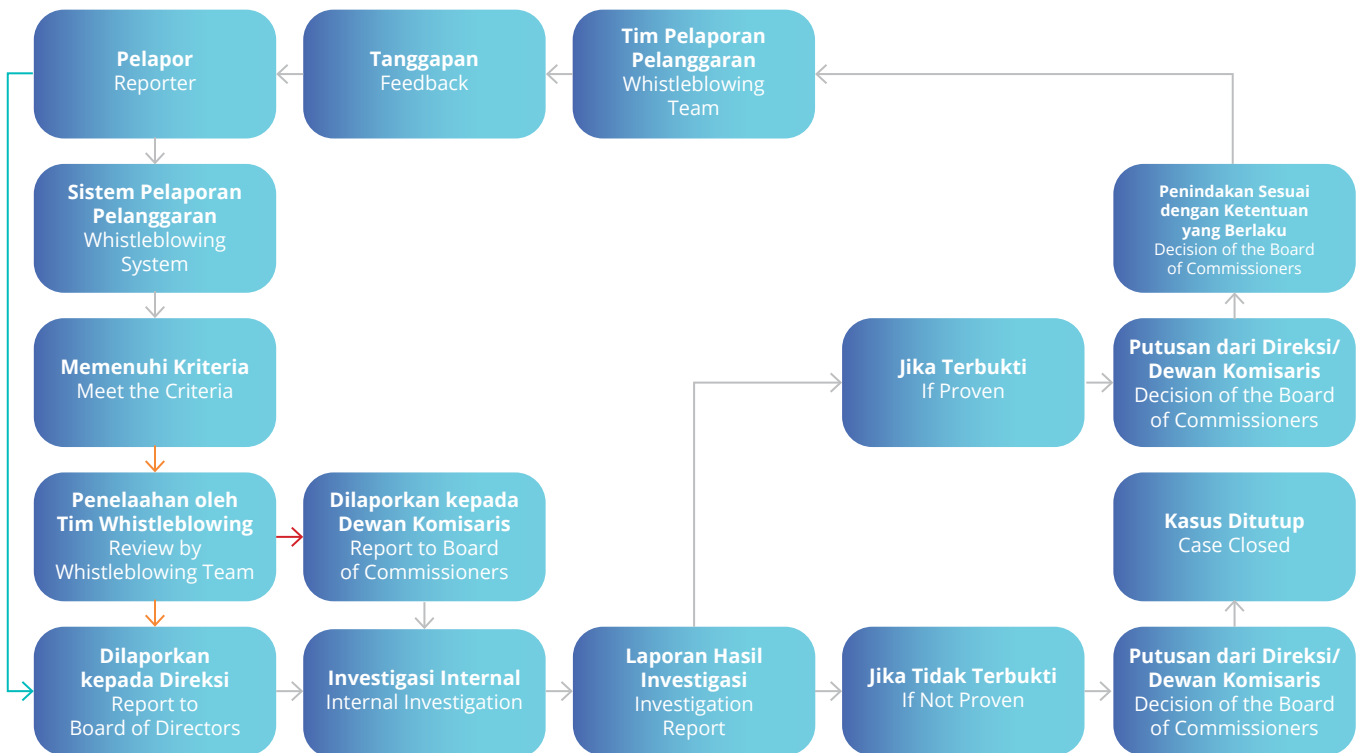 Pelapor
Reporter
Tanggapan
Feedback
Tim Pelaporan
Pelanggaran
Whistleblowing
Team
Sistem Pelaporan
Pelanggaran
Whistleblowing
System
Penindakan Sesuai
dengan Ketentuan
yang Berlaku
Decision of the Board
of Commissioners
Memenuhi Kriteria
Meet the Criteria
Jika Terbukti
If Proven
Putusan dari Direksi/
Dewan Komisaris
Decision of the Board
of Commissioners
Penelaahan oleh
Tim Whistleblowing
Review by
Whistleblowing Team
Dilaporkan kepada
Dewan Komisaris
Report to Board
of Commissioners
Kasus Ditutup
Case Closed
Dilaporkan
kepada Direksi
Report to
Board of Directors
Investigasi Internal
Internal Investigation
Laporan Hasil
Investigasi
Investigation
Report
Jika Tidak Terbukti
If Not Proven
Putusan dari Direksi/
Dewan Komisaris
Decision of the Board
of Commissioners